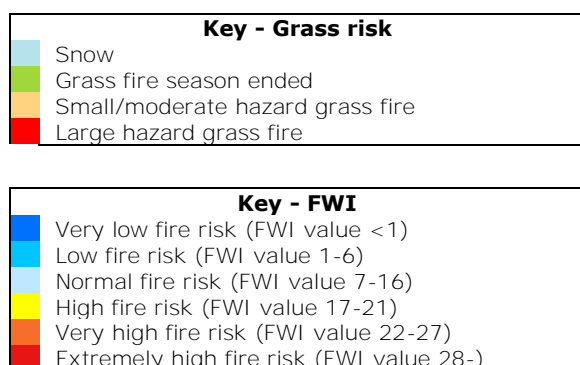 Key - Grass risk
Snow
Grass fire season ended
Small/moderate hazard grass fire
Large hazard grass fire
Key - FWI
Very low fire risk (FWI value <1)
Low fire risk (FWI value 1-6)
Normal fire risk (FWI value 7-16)
High fire risk (FWI value 17-21)
Very high fire risk (FWI value 22-27)
Extremely high fire risk (FWI value 28-)